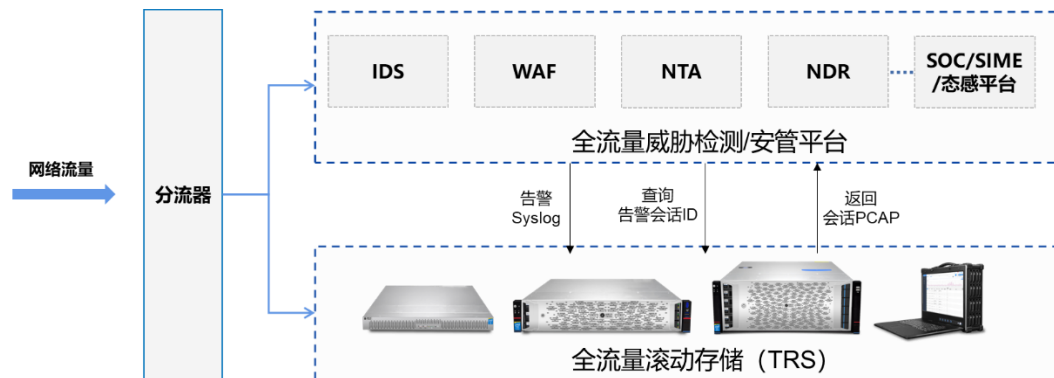 网络流量
分流器
IDS
WAF
NTA
NDR
SOC/SIME
/态感平台
全流量威胁检测/安管平台
告警
Syslog
查询
告警会话ID
返回
会话PCAP
全流量滚动存储（TRS）